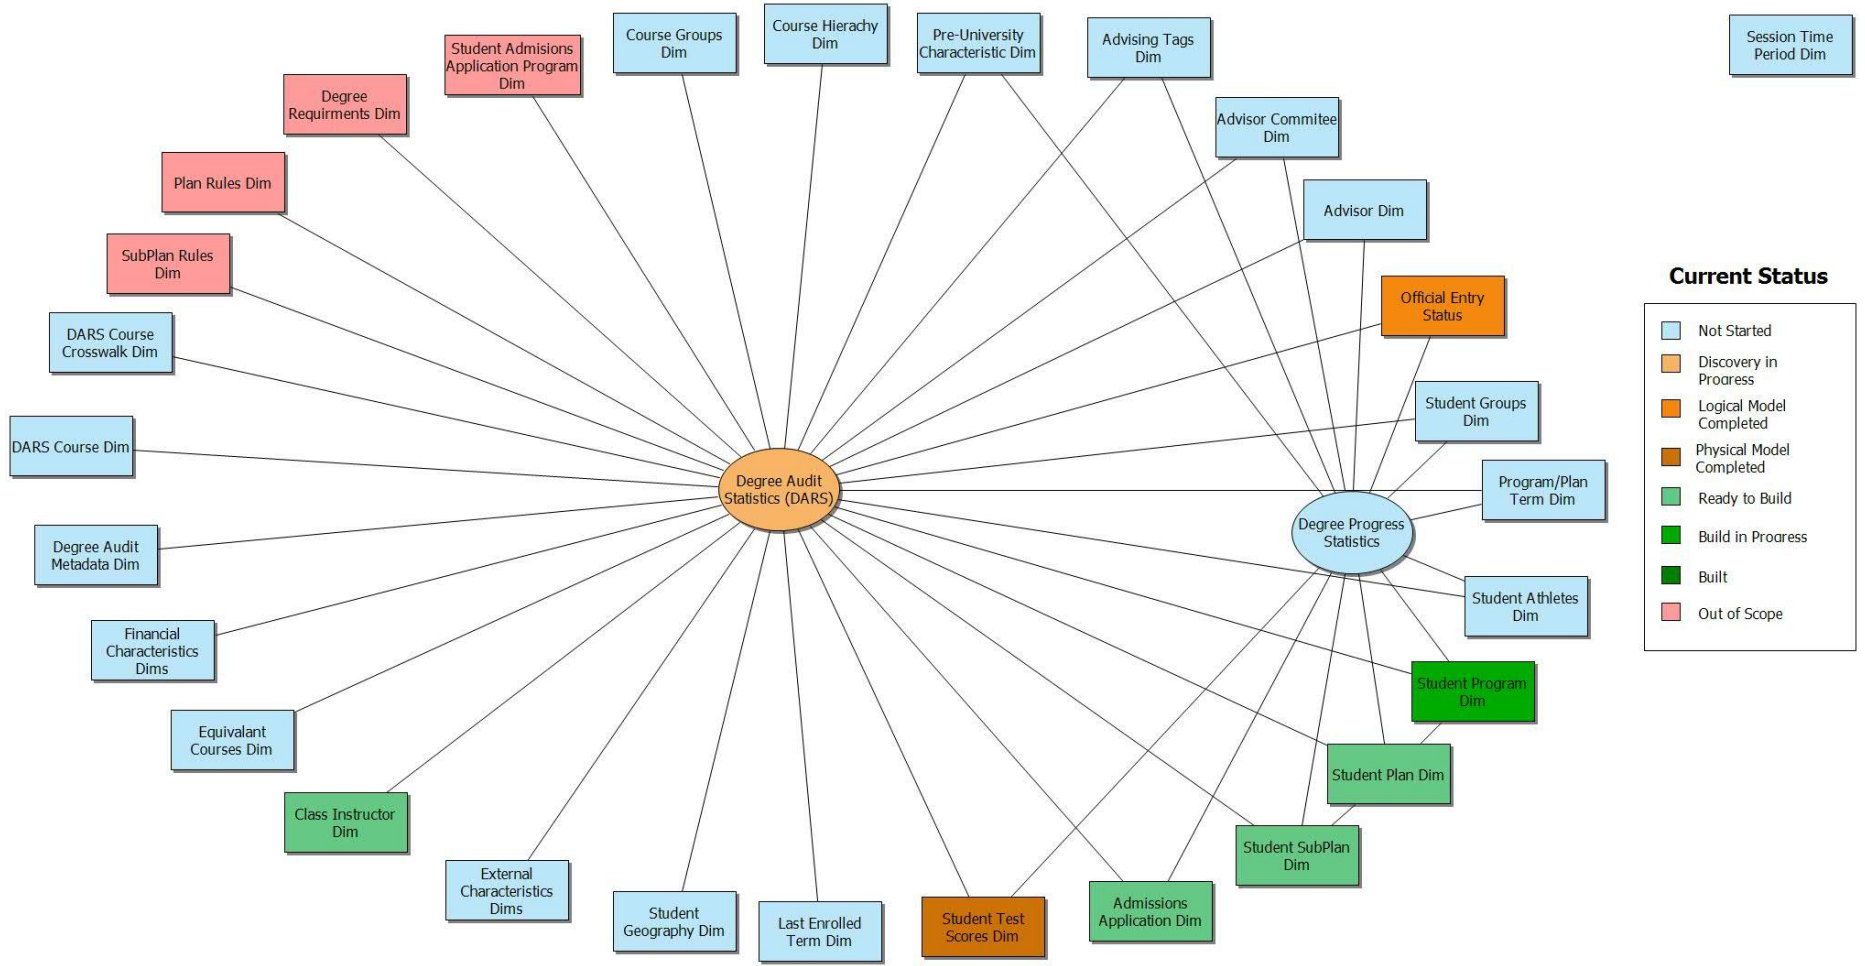 Student Admisions
Application Program
Dim
Course Groups
Dim
Course Hierachy
Dim
Pre-University
Characteristic Dim
Advising Tags
Dim
Session Time
Period Dim
Degree
Requirments Dim
Advisor Commitee
Dim
Plan Rules Dim
Advisor Dim
SubPlan Rules
Dim
Official Entry
Status
DARS Course
Crosswalk Dim
Student Groups
Dim
DARS Course Dim
Degree Audit
Statistics (DARS)
Program/Plan
Term Dim
Degree Progress
Statistics
Degree Audit
Metadata Dim
Student Athletes
Dim
Financial
Characteristics
Dims
Student Program
Dim
Equivalant
Courses Dim
Student Plan Dim
Class Instructor
Dim
Student SubPlan
Dim
External
Characteristics
Dims
Student
Geography Dim
Last Enrolled
Term Dim
Student Test
Scores Dim
Admissions
Application Dim
Current Status
Not Started
Discovery in
Progress
Logical Model
Completed
Physical Model
Completed
Ready to Build
Build in Progress
Built
Out of Scope